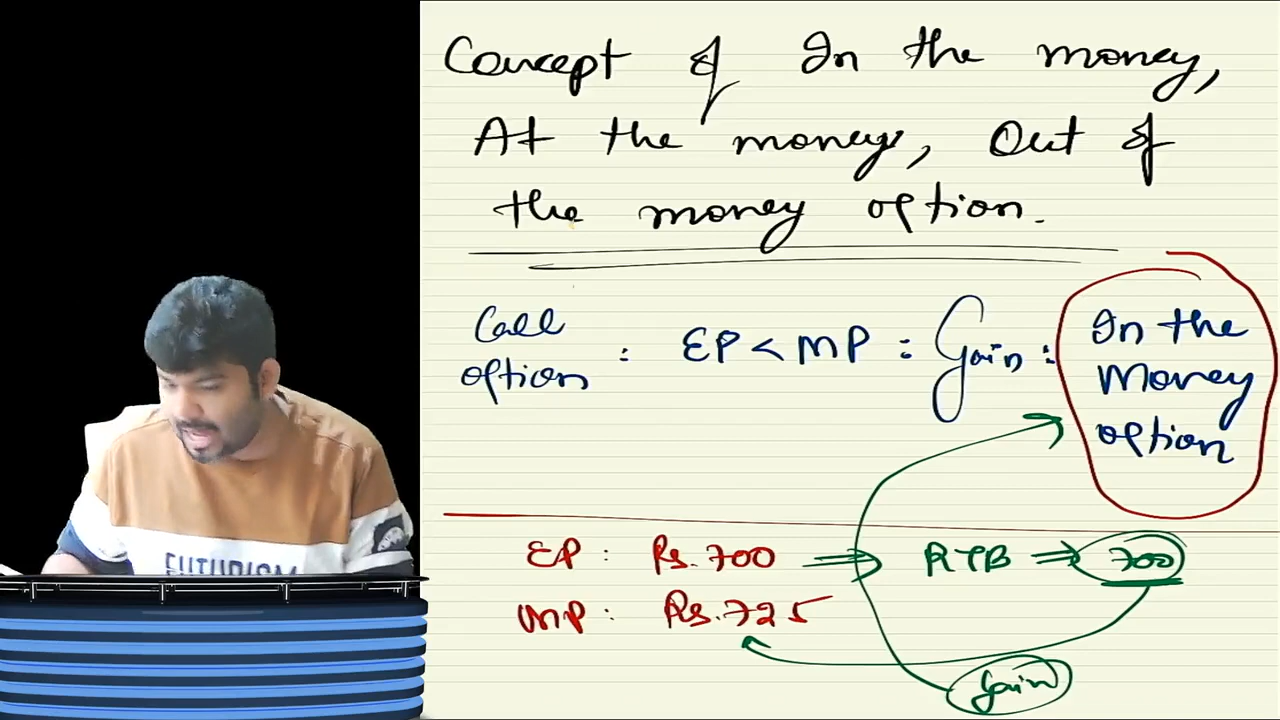 Concept of In the money,
At the money, Out of
the money option.
Call option : EP < MP : Gain : In the Money option
EP : Rs. 700 ⇒ RTB ⇒ 700
MP : Rs. 725
Gain
FUTURISM